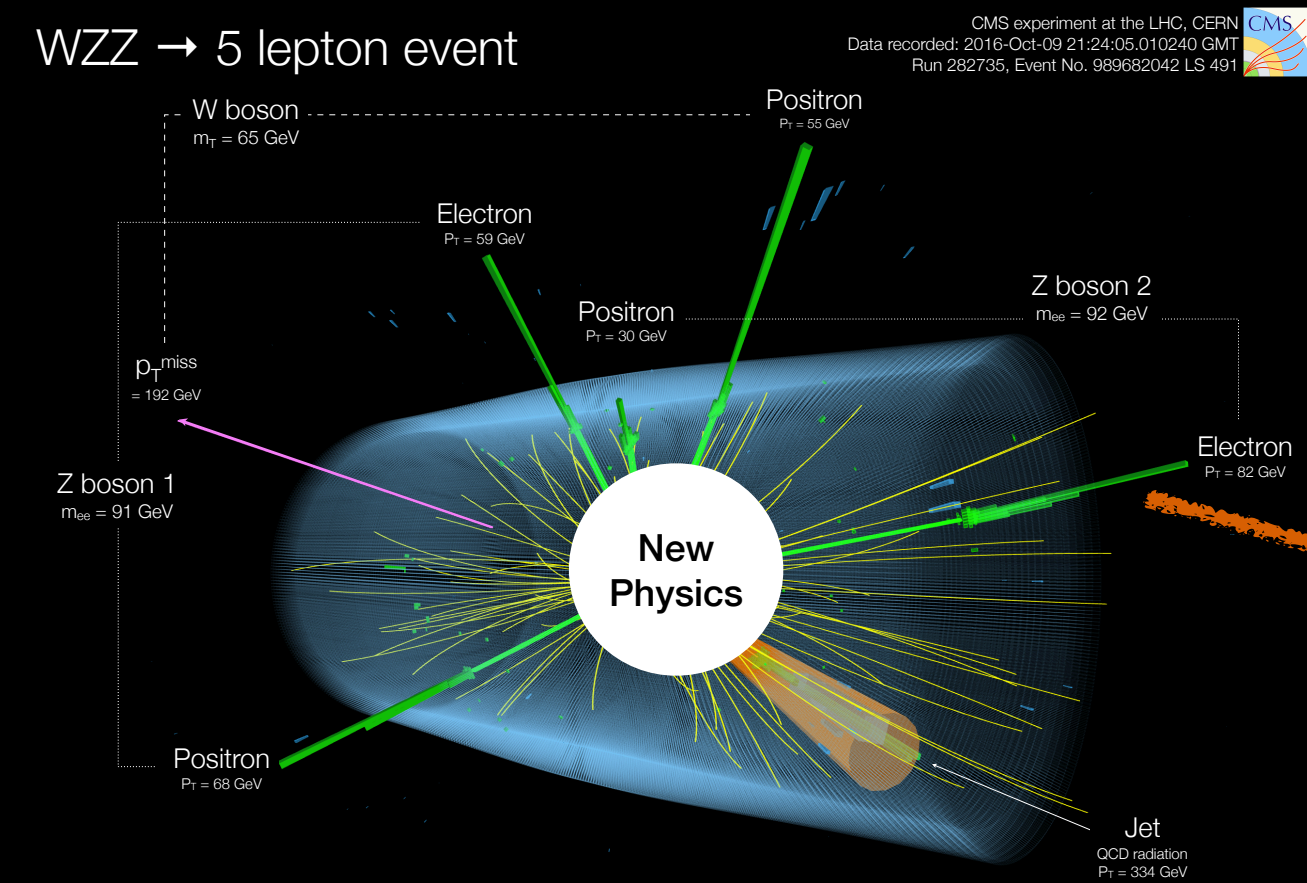 WZZ → 5 lepton event
CMS experiment at the LHC, CERN
Data recorded: 2016-Oct-09 21:24:05.010240 GMT
Run 282735, Event No. 989682042 LS 491
CMS
W boson
mT = 65 GeV
Positron
PT = 55 GeV
Electron
PT = 59 GeV
Positron
PT = 30 GeV
Z boson 2
mee = 92 GeV
pTmiss
= 192 GeV
Electron
PT = 82 GeV
Z boson 1
mee = 91 GeV
New
Physics
Positron
PT = 68 GeV
Jet
QCD radiation
PT = 334 GeV